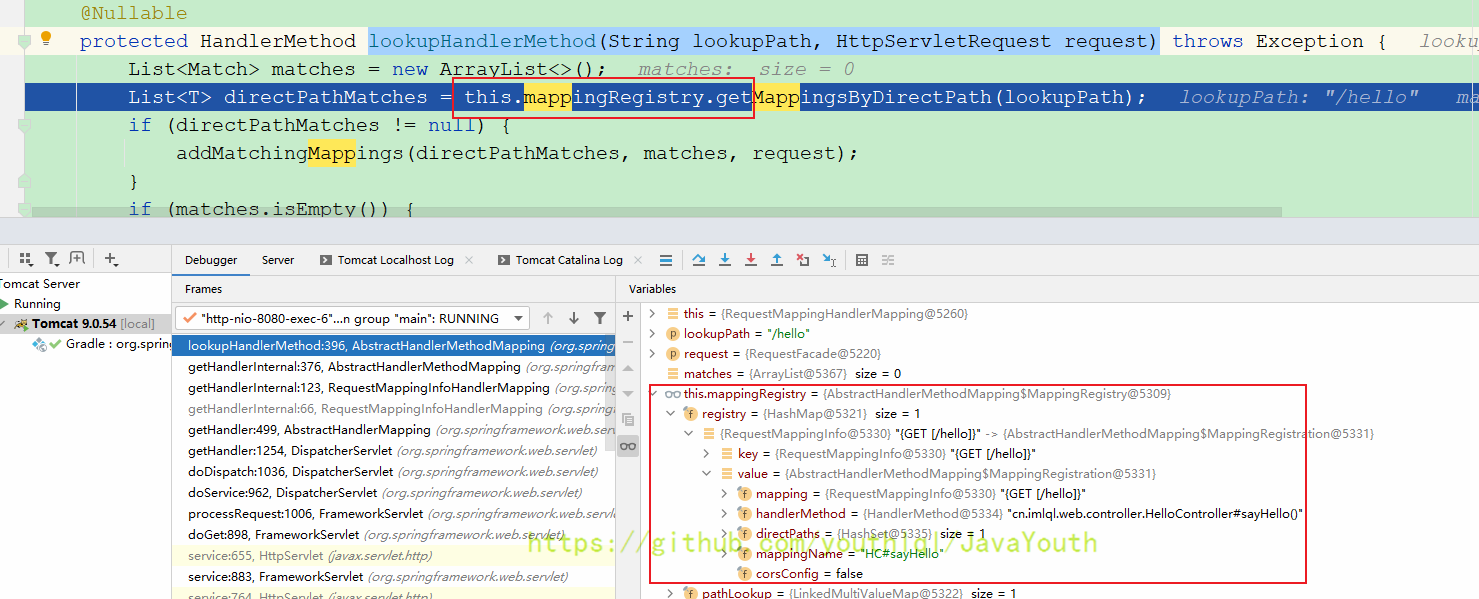 @Nullable
protected HandlerMethod lookupHandlerMethod(String lookupPath, HttpServletRequest request) throws Exception {
List<Match> matches = new ArrayList<>(); matches: size = 0
List<T> directPathMatches = this.mappingRegistry.getMappingsByDirectPath(lookupPath); lookupPath: "/hello"
if (directPathMatches != null) {
addMatchingMappings(directPathMatches, matches, request);
}
if (matches.isEmpty()) {
Debugger Server Tomcat Localhost Log Tomcat Catalina Log
Tomcat Server
Running
Tomcat 9.0.54 [local]
Gradle : org.spring
Frames
"http-nio-8080-exec-6"...n group "main": RUNNING
lookupHandlerMethod:396, AbstractHandlerMethodMapping (org.spring
getHandlerInternal:376, AbstractHandlerMethodMapping (org.spring
getHandlerInternal:123, RequestMappingInfoHandlerMapping (org.spring
getHandlerInternal:66, RequestMappingInfoHandlerMapping (org.spring
getHandler:499, AbstractHandlerMapping (org.springframework.web.serv
getHandler:1254, DispatcherServlet (org.springframework.web.servlet)
doDispatch:1036, DispatcherServlet (org.springframework.web.servlet)
doService:962, DispatcherServlet (org.springframework.web.servlet)
processRequest:1006, FrameworkServlet (org.springframework.web.servl
doGet:898, FrameworkServlet (org.springframework.web.servlet)
service:655, HttpServlet (javax.servlet.http)
service:883, FrameworkServlet (org.springframework.web.servlet)
service:764, HttpServlet (javax.servlet.http)
Variables
this = {RequestMappingHandlerMapping@5260}
lookupPath = "/hello"
request = {RequestFacade@5220}
matches = {ArrayList@5367} size = 0
this.mappingRegistry = {AbstractHandlerMethodMapping$MappingRegistry@5309}
registry = {HashMap@5321} size = 1
{RequestMappingInfo@5330} "{GET [/hello]}" -> {AbstractHandlerMethodMapping$MappingRegistration@5331}
key = {RequestMappingInfo@5330} "{GET [/hello]}"
value = {AbstractHandlerMethodMapping$MappingRegistration@5331}
mapping = {RequestMappingInfo@5330} "{GET [/hello]}"
handlerMethod = {HandlerMethod@5334} "cn.imlql.web.controller.HelloController#sayHello()"
directPaths = {HashSet@5335} size = 1
mappingName = "HC#sayHello"
corsConfig = false
pathLookup = {LinkedMultiValueMap@5322} size = 1
https://github.com/youthlql/JavaYouth